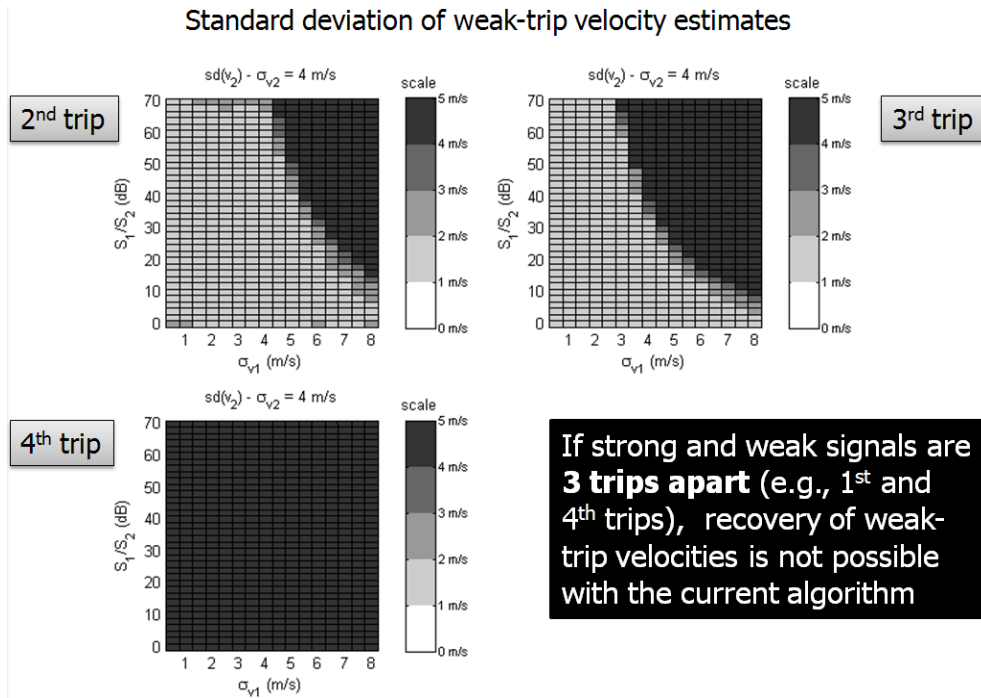 Standard deviation of weak-trip velocity estimates
2nd trip
sd(v2) - σv2 = 4 m/s
scale
70
60
50
40
30
20
10
0
S1/S2 (dB)
1 2 3 4 5 6 7 8
σv1 (m/s)
5 m/s
4 m/s
3 m/s
2 m/s
1 m/s
0 m/s
3rd trip
sd(v2) - σv2 = 4 m/s
scale
70
60
50
40
30
20
10
0
S1/S2 (dB)
1 2 3 4 5 6 7 8
σv1 (m/s)
5 m/s
4 m/s
3 m/s
2 m/s
1 m/s
0 m/s
4th trip
sd(v2) - σv2 = 4 m/s
scale
70
60
50
40
30
20
10
0
S1/S2 (dB)
1 2 3 4 5 6 7 8
σv1 (m/s)
5 m/s
4 m/s
3 m/s
2 m/s
1 m/s
0 m/s
If strong and weak signals are
3 trips apart (e.g., 1st and
4th trips), recovery of weak-
trip velocities is not possible
with the current algorithm